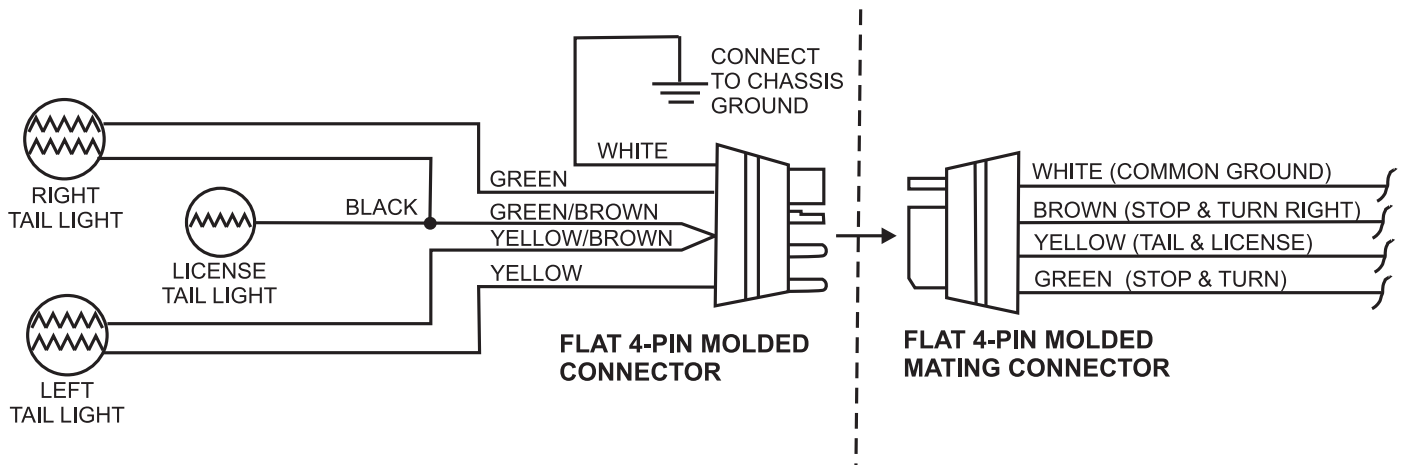 CONNECT
TO CHASSIS
GROUND
WHITE
GREEN
BLACK
GREEN/BROWN
YELLOW/BROWN
YELLOW
RIGHT
TAIL LIGHT
LICENSE
TAIL LIGHT
LEFT
TAIL LIGHT
FLAT 4-PIN MOLDED
CONNECTOR
WHITE (COMMON GROUND)
BROWN (STOP & TURN RIGHT)
YELLOW (TAIL & LICENSE)
GREEN (STOP & TURN)
FLAT 4-PIN MOLDED
MATING CONNECTOR